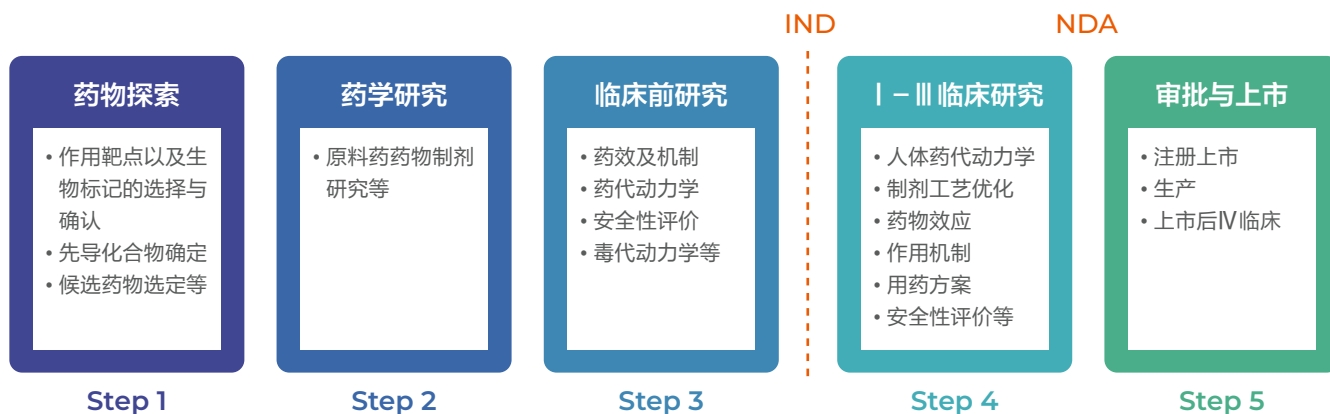 IND
NDA
药物探索
• 作用靶点以及生
物标记的选择与
确认
• 先导化合物确定
• 候选药物选定等
Step 1
药学研究
• 原料药药物制剂
研究等
Step 2
临床前研究
• 药效及机制
• 药代动力学
• 安全性评价
• 毒代动力学等
Step 3
Ⅰ-Ⅲ临床研究
• 人体药代动力学
• 制剂工艺优化
• 药物效应
• 作用机制
• 用药方案
• 安全性评价等
Step 4
审批与上市
• 注册上市
• 生产
• 上市后Ⅳ临床
Step 5